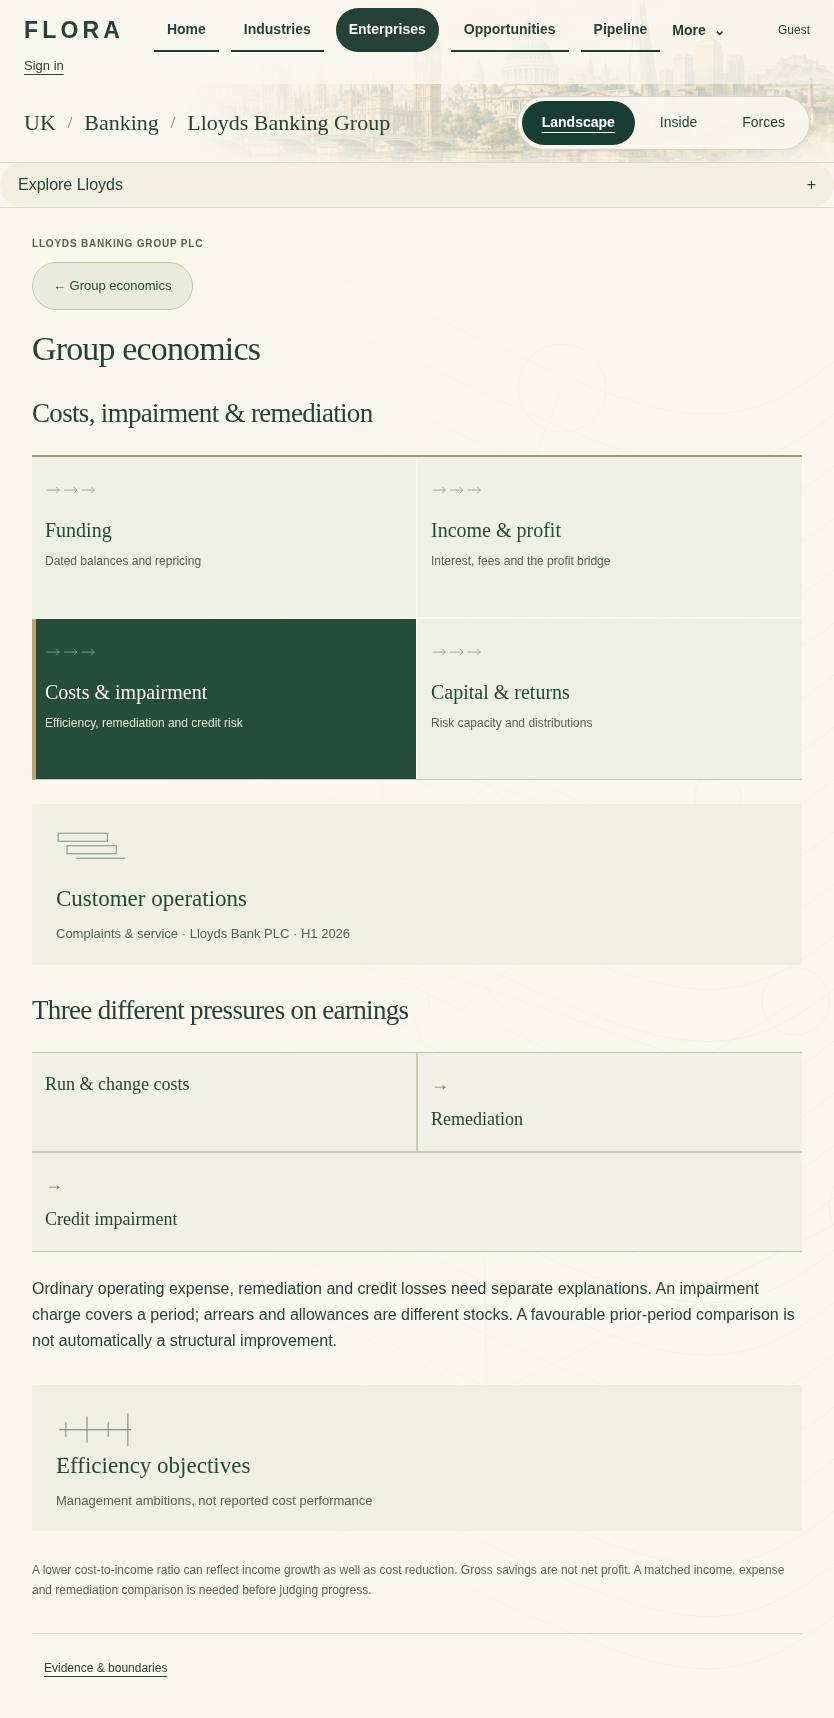 FLORA
Home
Industries
Enterprises
Opportunities
Pipeline
More
Guest
Sign in
UK / Banking / Lloyds Banking Group
Landscape
Inside
Forces
Explore Lloyds
+
LLOYDS BANKING GROUP PLC
← Group economics
Group economics
Costs, impairment & remediation
→→→
Funding
Dated balances and repricing
→→→
Income & profit
Interest, fees and the profit bridge
→→→
Costs & impairment
Efficiency, remediation and credit risk
→→→
Capital & returns
Risk capacity and distributions
Customer operations
Complaints & service · Lloyds Bank PLC · H1 2026
Three different pressures on earnings
Run & change costs
→
Remediation
→
Credit impairment
Ordinary operating expense, remediation and credit losses need separate explanations. An impairment
charge covers a period; arrears and allowances are different stocks. A favourable prior-period comparison is
not automatically a structural improvement.
Efficiency objectives
Management ambitions, not reported cost performance
A lower cost-to-income ratio can reflect income growth as well as cost reduction. Gross savings are not net profit. A matched income, expense
and remediation comparison is needed before judging progress.
Evidence & boundaries